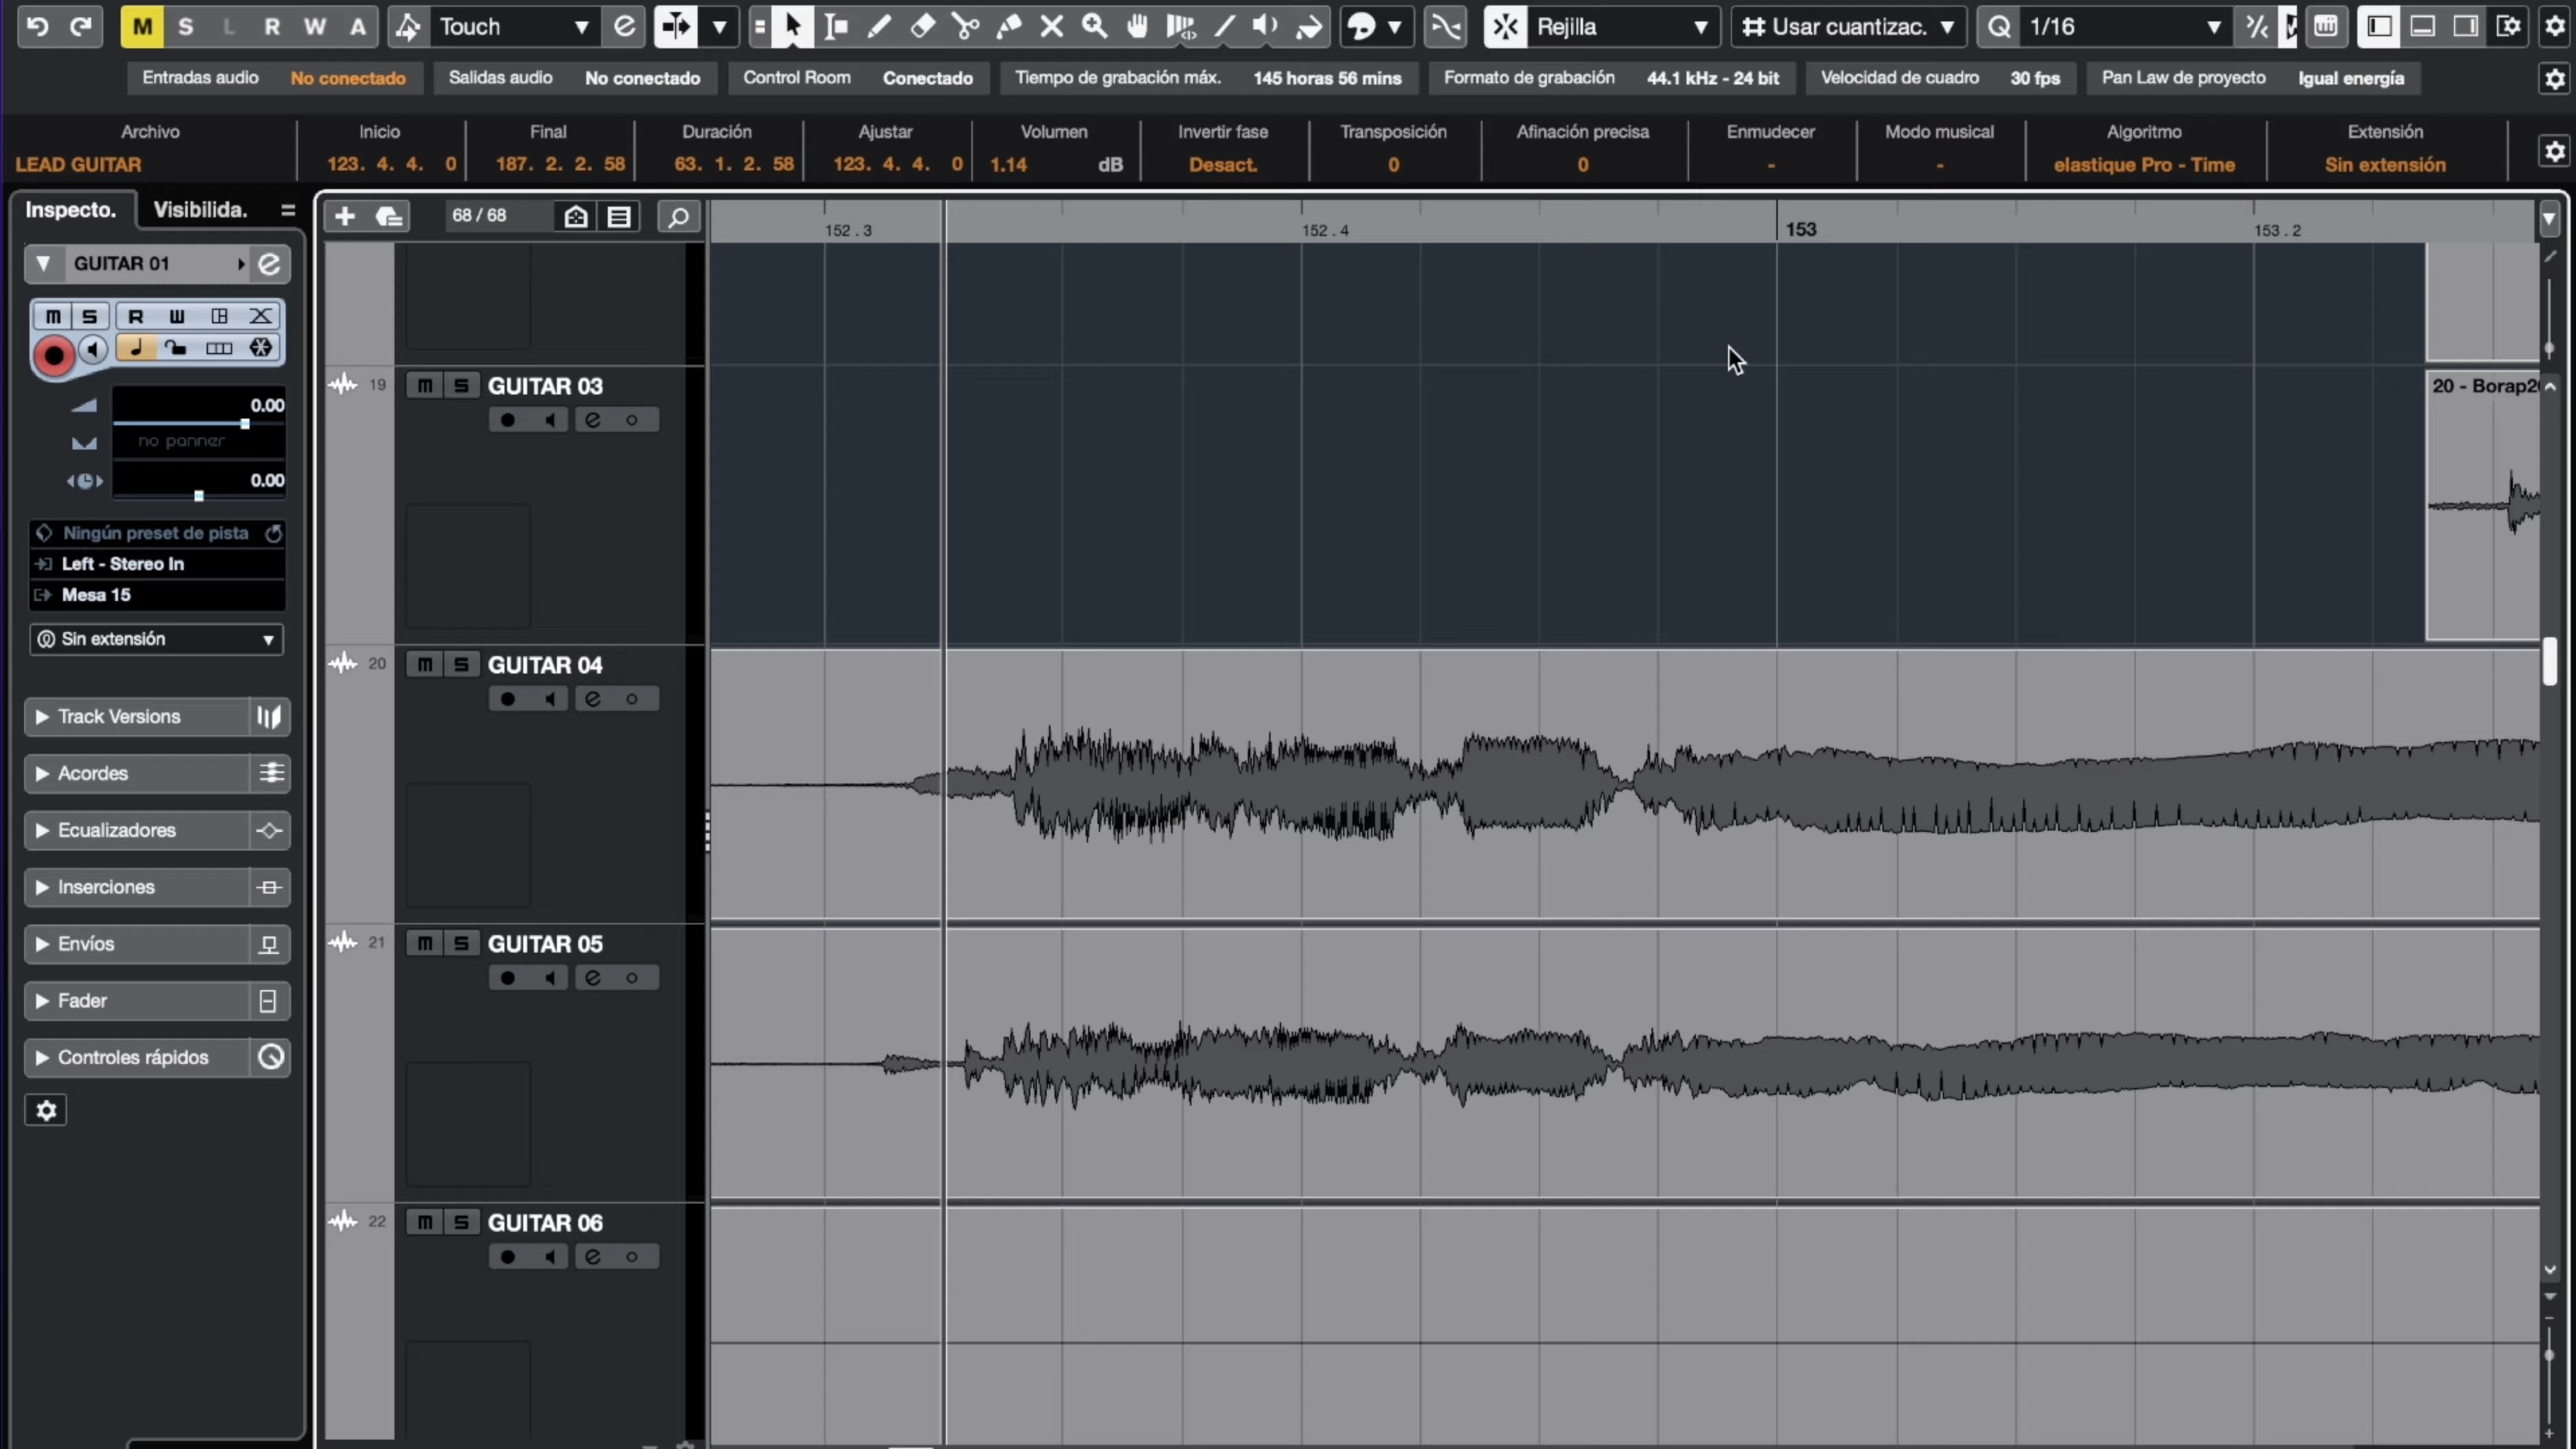 M S L R W A Touch Rejilla Usar cuantizac. Q 1/16
Entradas audio No conectado Salidas audio No conectado Control Room Conectado Tiempo de grabación máx. 145 horas 56 mins Formato de grabación 44.1 kHz - 24 bit Velocidad de cuadro 30 fps Pan Law de proyecto Igual energía
Archivo Inicio Final Duración Ajustar Volumen Invertir fase Transposición Afinación precisa Enmudecer Modo musical Algoritmo Extensión
LEAD GUITAR 123. 4. 4. 0 187. 2. 2. 58 63. 1. 2. 58 123. 4. 4. 0 1.14 dB Desact. 0 0 - - elastique Pro - Time Sin extensión
Inspecto. Visibilida. 68 / 68
152.3 152.4 153 153.2
GUITAR 01
M S R W
0.00
no panner
0.00
Ningún preset de pista
Left - Stereo In
Mesa 15
Sin extensión
Track Versions
Acordes
Ecualizadores
Inserciones
Envíos
Fader
Controles rápidos
19 M S GUITAR 03
20 M S GUITAR 04
21 M S GUITAR 05
22 M S GUITAR 06
20 - Borap2